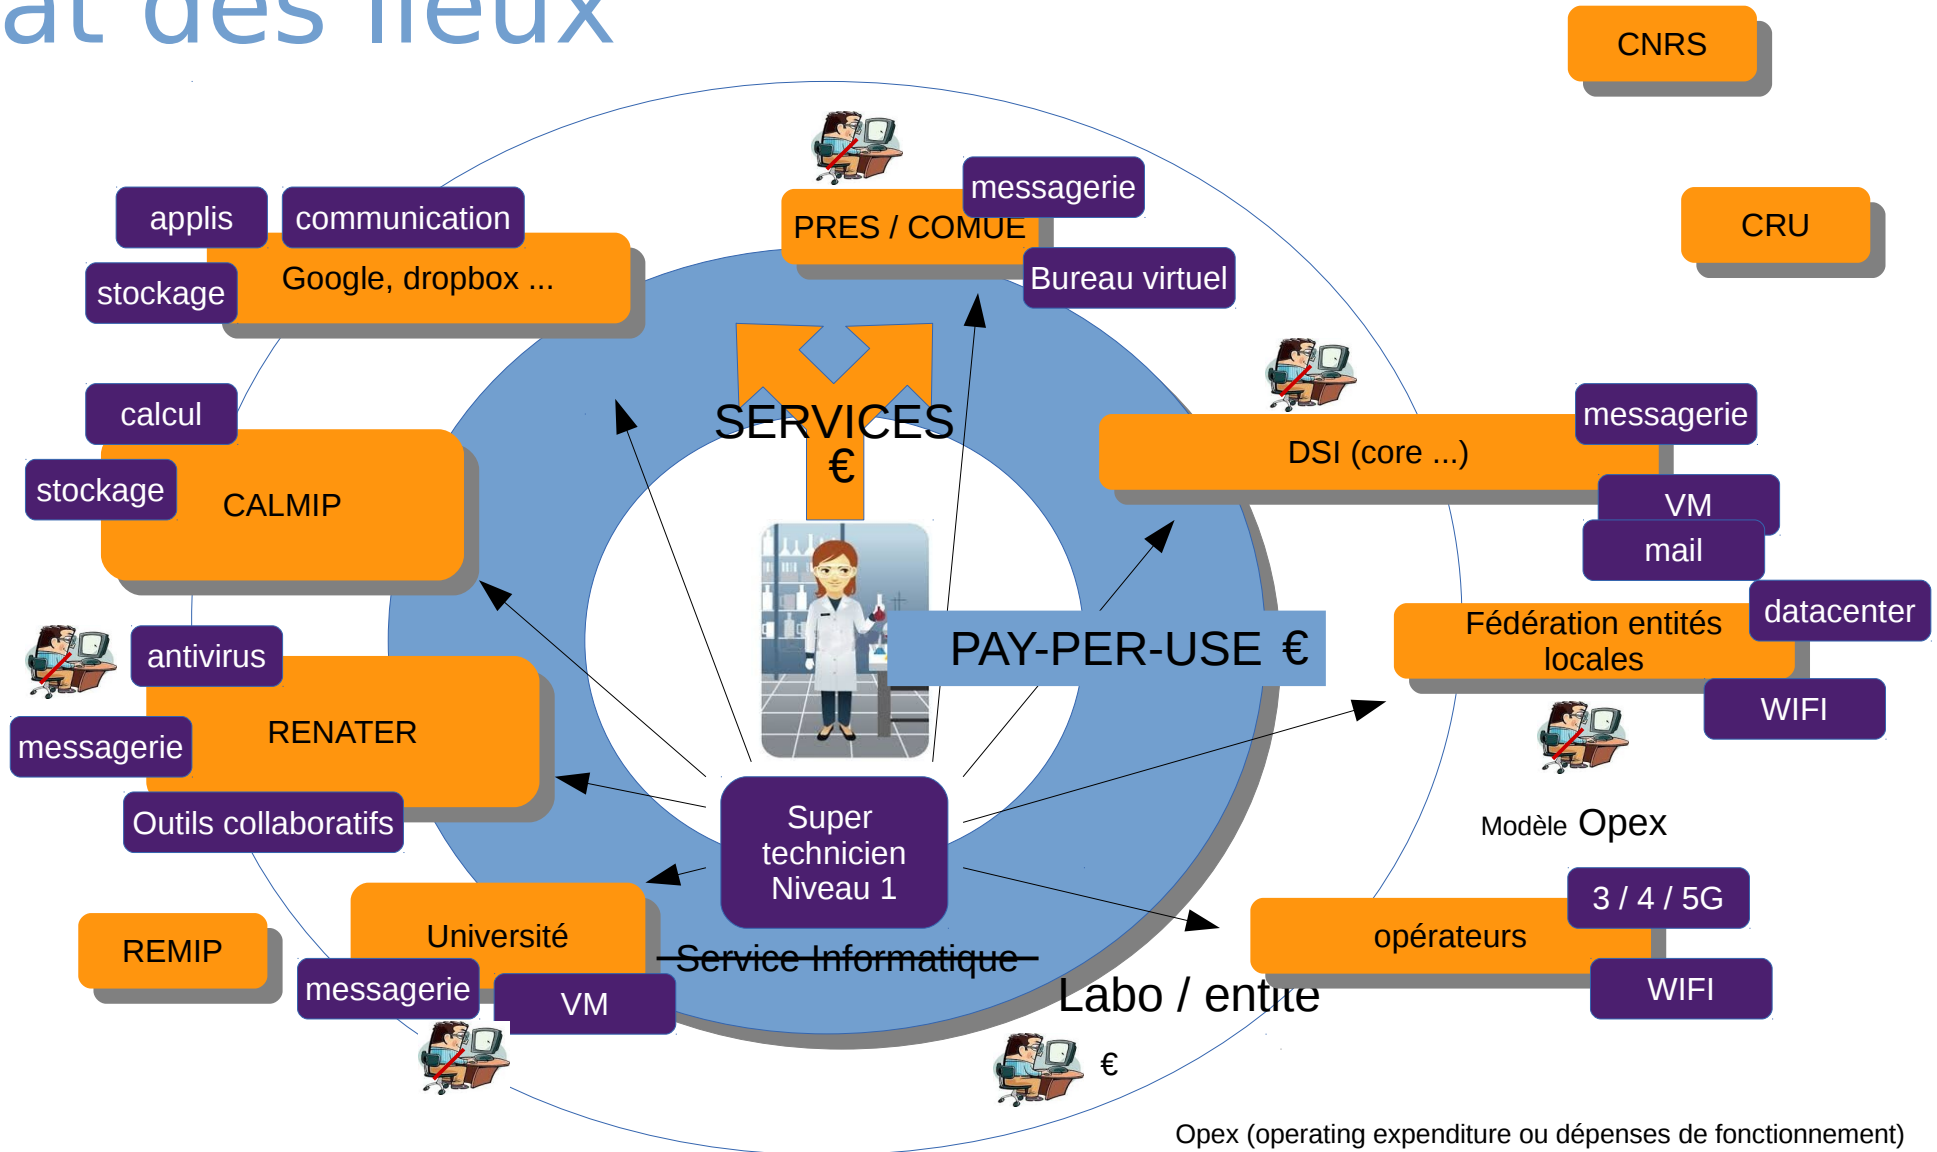 at des lieux
CNRS
messagerie
applis
communication
PRES / COMUE
CRU
Google, dropbox ...
Bureau virtuel
stockage
calcul
SERVICES
€
messagerie
DSI (core ...)
stockage
CALMIP
VM
mail
datacenter
Fédération entités
locales
PAY-PER-USE €
antivirus
WIFI
RENATER
messagerie
Outils collaboratifs
Super
technicien
Niveau 1
Modèle Opex
3 / 4 / 5G
Université
opérateurs
REMIP
Service Informatique
messagerie
VM
Labo / entité
WIFI
€
Opex (operating expenditure ou dépenses de fonctionnement)